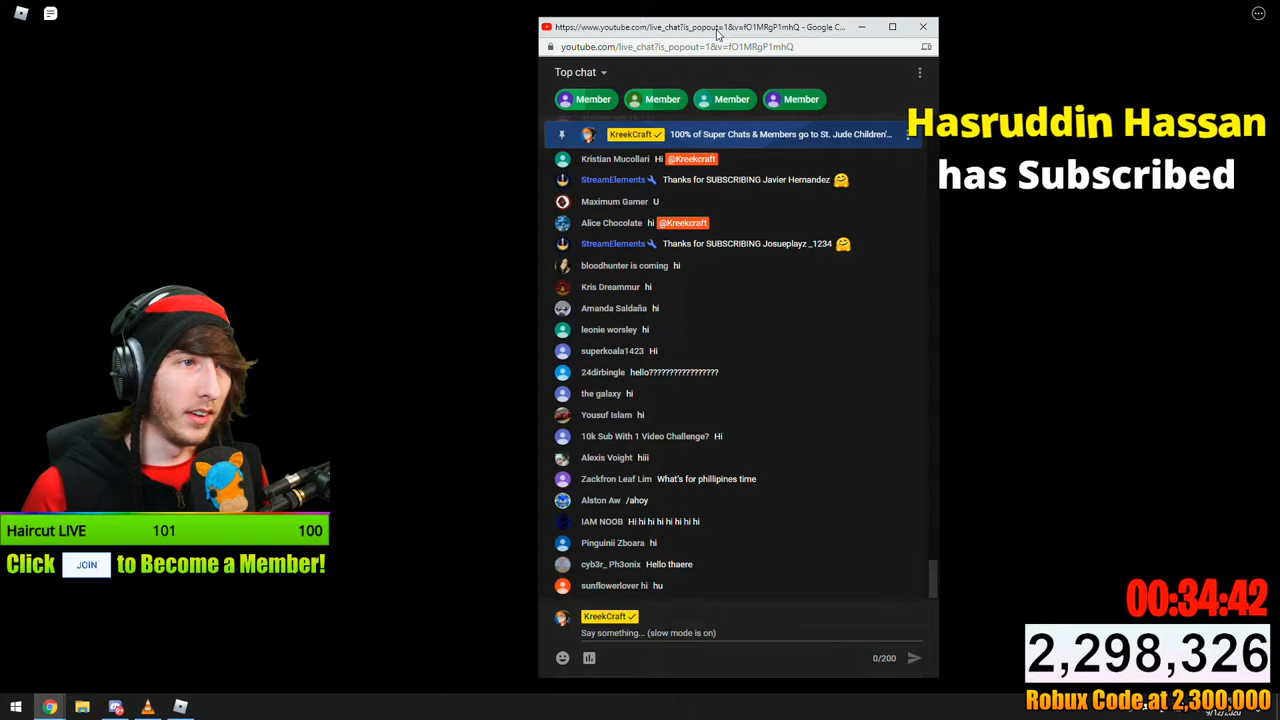 https://www.youtube.com/live_chat?is_popout=1&v=fO1MRgP1mhQ - Google C...
youtube.com/live_chat?is_popout=1&v=fO1MRgP1mhQ
Top chat
Member Member Member Member
KreekCraft 100% of Super Chats & Members go to St. Jude Children'...
Kristian Mucollari Hi @Kreekcraft
StreamElements Thanks for SUBSCRIBING Javier Hernandez
Maximum Gamer U
Alice Chocolate hi @Kreekcraft
StreamElements Thanks for SUBSCRIBING Josueplayz _1234
bloodhunter is coming hi
Kris Dreammur hi
Amanda Saldaña hi
leonie worsley hi
superkoala1423 Hi
24dirbingle hello????????????????
the galaxy hi
Yousuf Islam hi
10k Sub With 1 Video Challenge? Hi
Alexis Voight hiii
Zackfron Leaf Lim What's for phillipines time
Alston Aw /ahoy
IAM NOOB Hi hi hi hi hi hi hi hi
Pinguinii Zboara hi
cyb3r_ Ph3onix Hello thaere
sunflowerlover hi hu
KreekCraft
Say something... (slow mode is on)
0/200
Hasruddin Hassan
has Subscribed
Haircut LIVE 101 100
Click JOIN to Become a Member!
00:34:42
2,298,326
Robux Code at 2,300,000